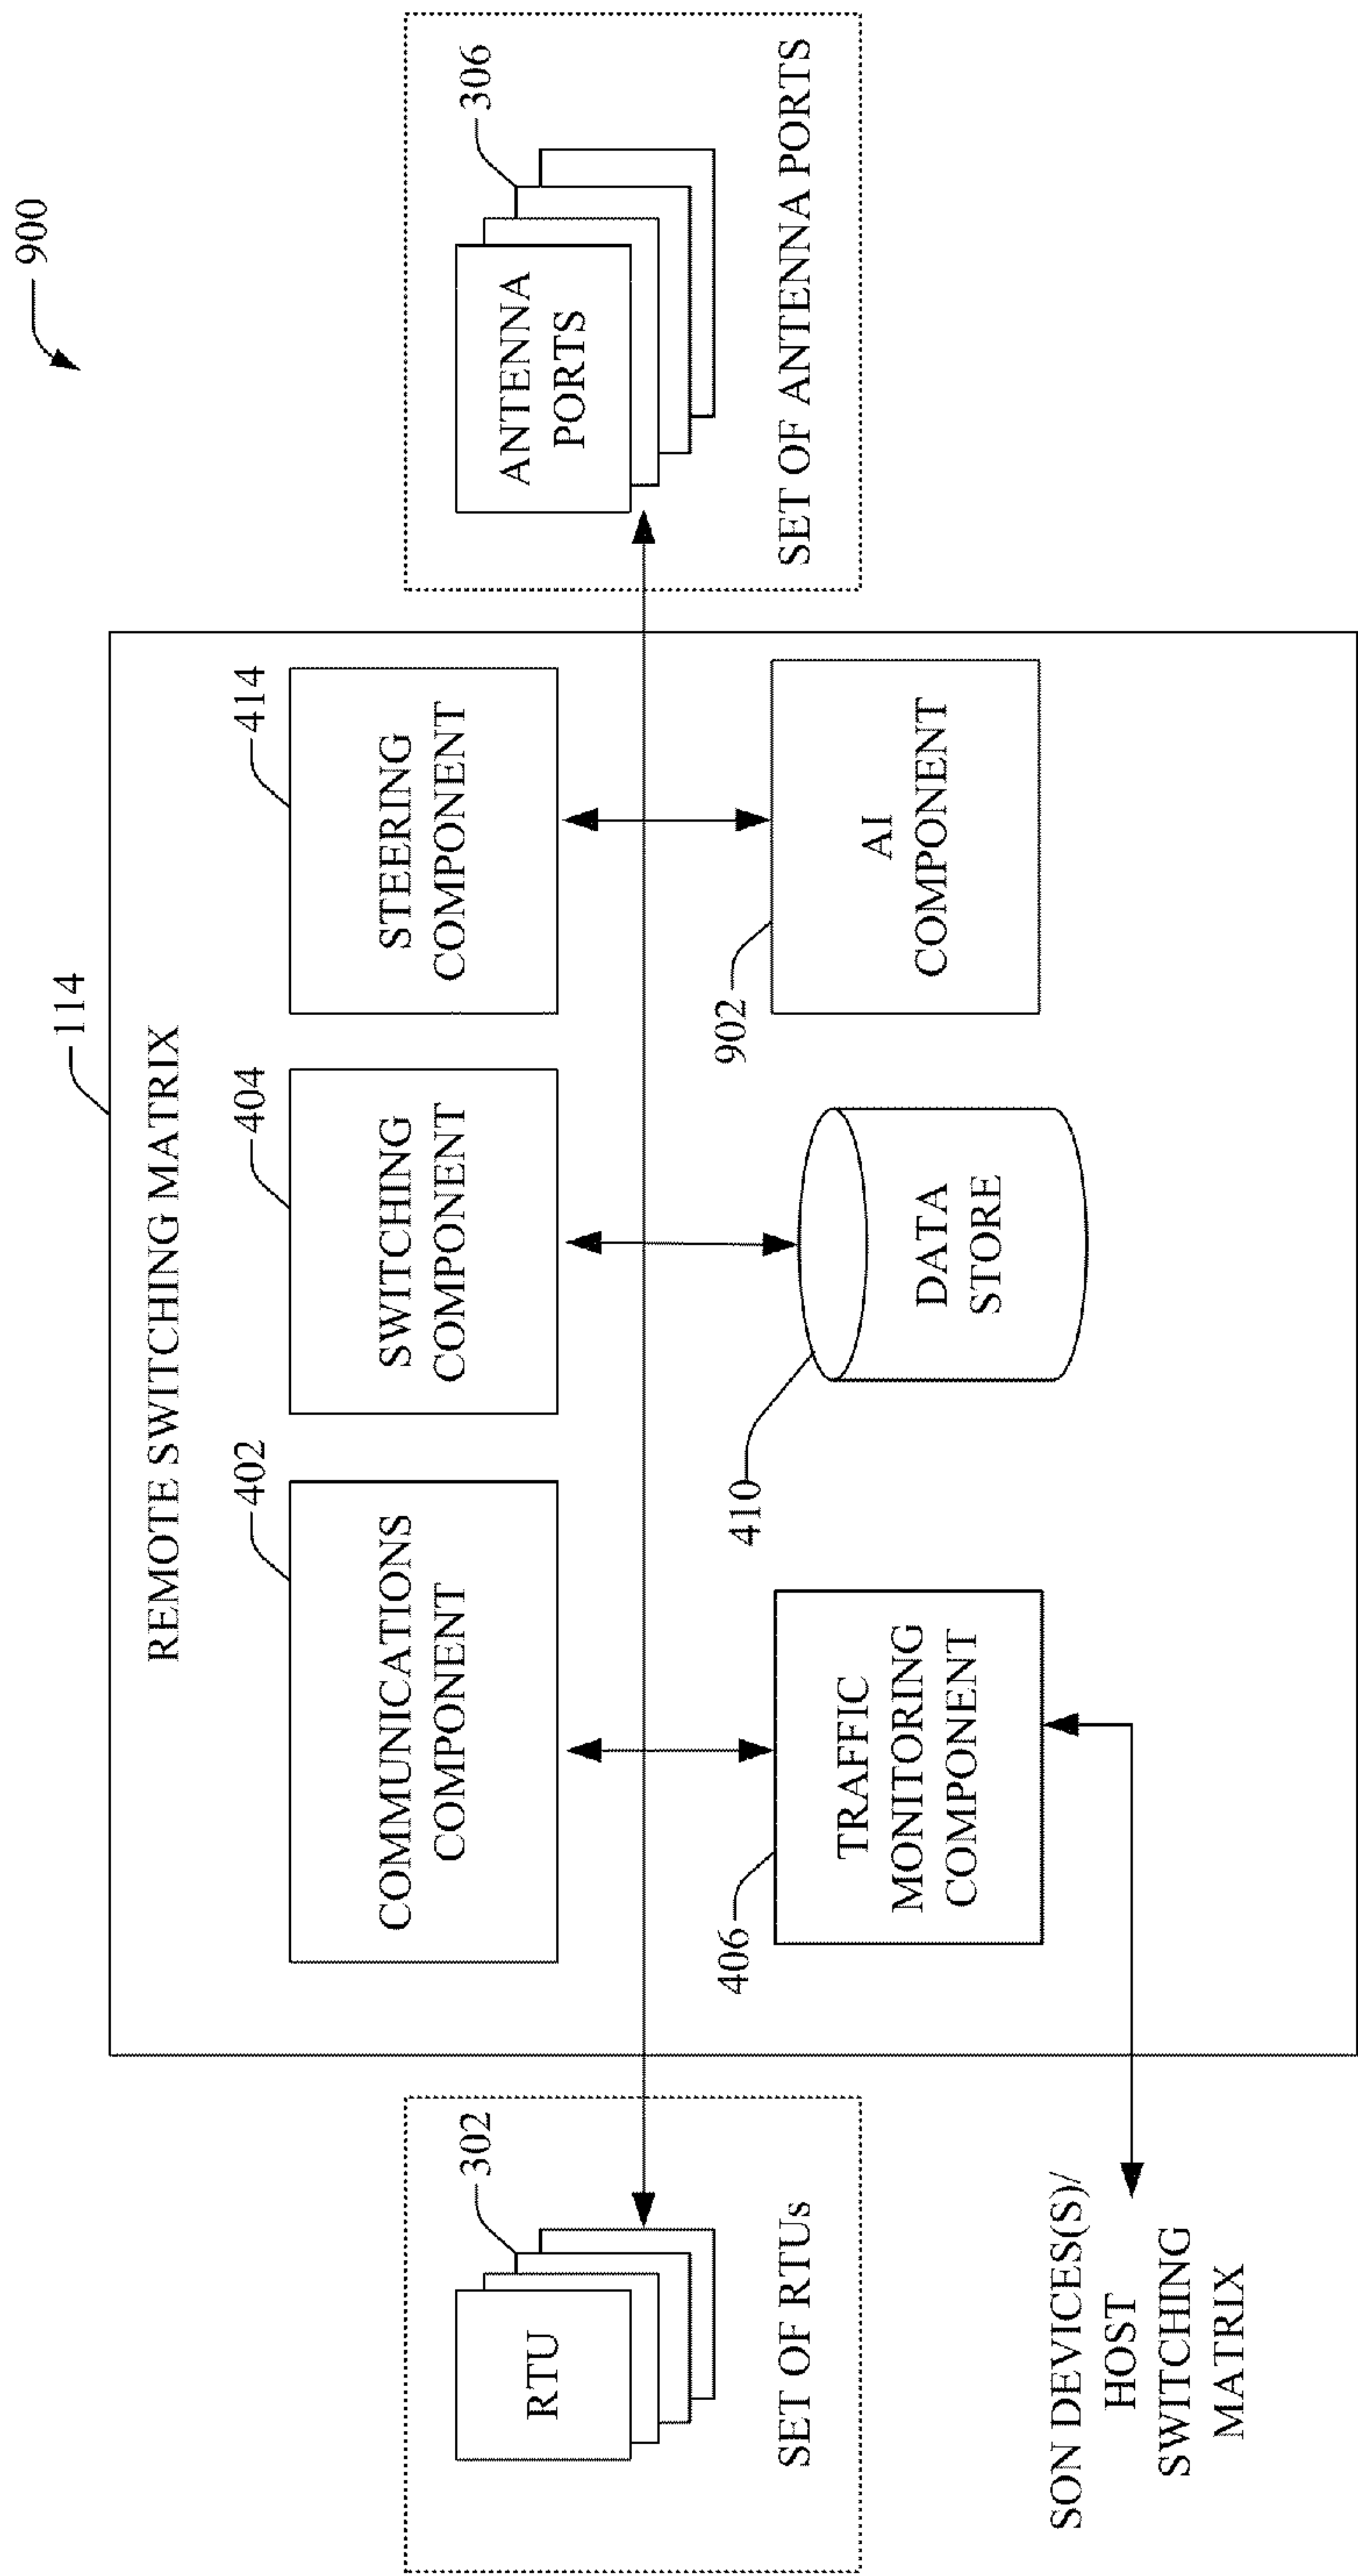 900
114
REMOTE SWITCHING MATRIX
402
404
414
COMMUNICATIONS
COMPONENT
SWITCHING
COMPONENT
STEERING
COMPONENT
302
RTU
SET OF RTUs
306
ANTENNA
PORTS
SET OF ANTENNA PORTS
406
TRAFFIC
MONITORING
COMPONENT
410
DATA
STORE
902
AI
COMPONENT
SON DEVICES(S)/
HOST
SWITCHING
MATRIX